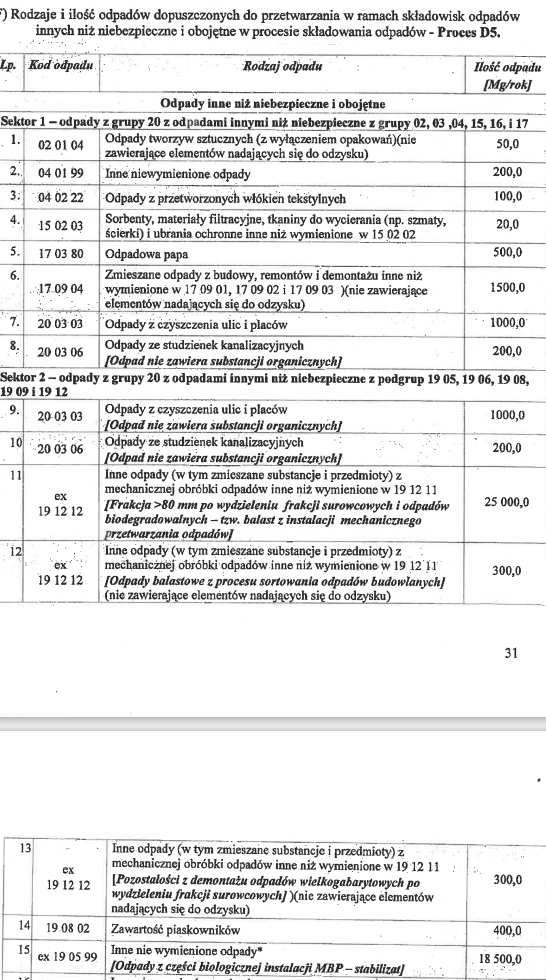 ) Rodzaje i ilość odpadów dopuszczonych do przetwarzania w ramach składowisk odpadów
innych niż niebezpieczne i obojętne w procesie składowania odpadów - Proces D5.
Lp. Kod odpadu Rodzaj odpadu Ilość odpadu
[Mg/rok]
Odpady inne niż niebezpieczne i obojętne
Sektor 1 – odpady z grupy 20 z odpadami innymi niż niebezpieczne z grupy 02, 03 ,04, 15, 16, i 17
1. 02 01 04 Odpady tworzyw sztucznych (z wyłączeniem opakowań)(nie
zawierające elementów nadających się do odzysku) 50,0
2. 04 01 99 Inne niewymienione odpady 200,0
3. 04 02 22 Odpady z przetworzonych włókien tekstylnych 100,0
4. 15 02 03 Sorbenty, materiały filtracyjne, tkaniny do wycierania (np. szmaty,
ścierki) i ubrania ochronne inne niż wymienione w 15 02 02 20,0
5. 17 03 80 Odpadowa papa 500,0
6. 17 09 04 Zmieszane odpady z budowy, remontów i demontażu inne niż
wymienione w 17 09 01, 17 09 02 i 17 09 03 )(nie zawierające
elementów nadających się do odzysku) 1500,0
7. 20 03 03 Odpady z czyszczenia ulic i placów 1000,0
8. 20 03 06 Odpady ze studzienek kanalizacyjnych
[Odpad nie zawiera substancji organicznych] 200,0
Sektor 2 – odpady z grupy 20 z odpadami innymi niż niebezpieczne z podgrup 19 05, 19 06, 19 08,
19 09 i 19 12
9. 20 03 03 Odpady z czyszczenia ulic i placów
[Odpad nie zawiera substancji organicznych] 1000,0
10 20 03 06 Odpady ze studzienek kanalizacyjnych
[Odpad nie zawiera substancji organicznych] 200,0
11 ex
19 12 12 Inne odpady (w tym zmieszane substancje i przedmioty) z
mechanicznej obróbki odpadów inne niż wymienione w 19 12 11
[Frakcja >80 mm po wydzieleniu frakcji surowcowych i odpadów
biodegradowalnych – tzw. balast z instalacji mechanicznego
przetwarzania odpadów] 25 000,0
12 ex
19 12 12 Inne odpady (w tym zmieszane substancje i przedmioty) z
mechanicznej obróbki odpadów inne niż wymienione w 19 12 11
[Odpady balastowe z procesu sortowania odpadów budowlanych]
(nie zawierające elementów nadających się do odzysku) 300,0
31
13 ex
19 12 12 Inne odpady (w tym zmieszane substancje i przedmioty) z
mechanicznej obróbki odpadów inne niż wymienione w 19 12 11
[Pozostałości z demontażu odpadów wielkogabarytowych po
wydzieleniu frakcji surowcowych] )(nie zawierające elementów
nadających się do odzysku) 300,0
14 19 08 02 Zawartość piaskowników 400,0
15 ex 19 05 99 Inne nie wymienione odpady*
[Odpady z części biologicznej instalacji MBP – stabilizat] 18 500,0